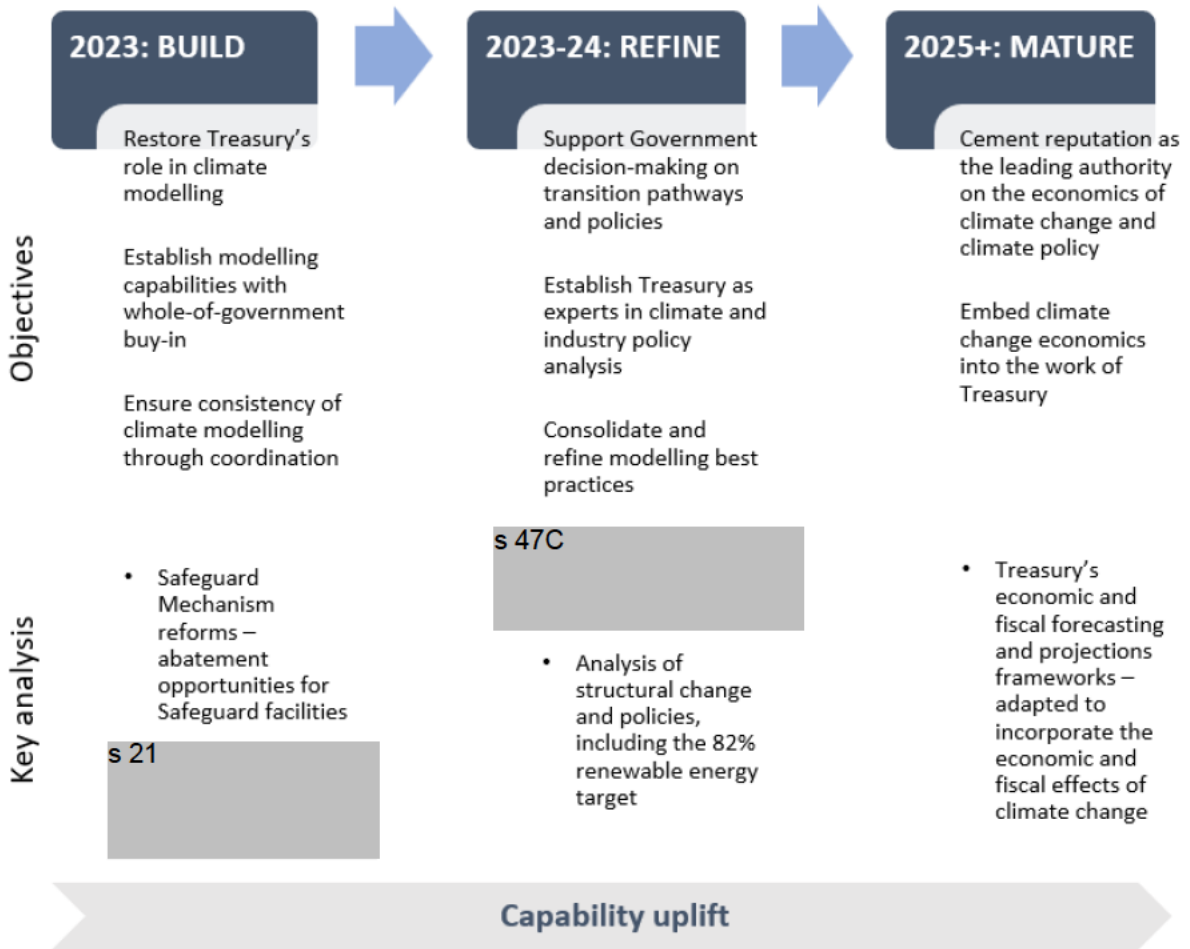 2023: BUILD
2023-24: REFINE
2025+: MATURE
Objectives
Restore Treasury's
role in climate
modelling
Establish modelling
capabilities with
whole-of-government
buy-in
Ensure consistency of
climate modelling
through coordination
Support Government
decision-making on
transition pathways
and policies
Establish Treasury as
experts in climate and
industry policy
analysis
Consolidate and
refine modelling best
practices
Cement reputation as
the leading authority
on the economics of
climate change and
climate policy
Embed climate
change economics
into the work of
Treasury
Key analysis
• Safeguard
Mechanism
reforms –
abatement
opportunities for
Safeguard facilities
s 21
s 47C
• Analysis of
structural change
and policies,
including the 82%
renewable energy
target
• Treasury's
economic and
fiscal forecasting
and projections
frameworks –
adapted to
incorporate the
economic and
fiscal effects of
climate change
Capability uplift